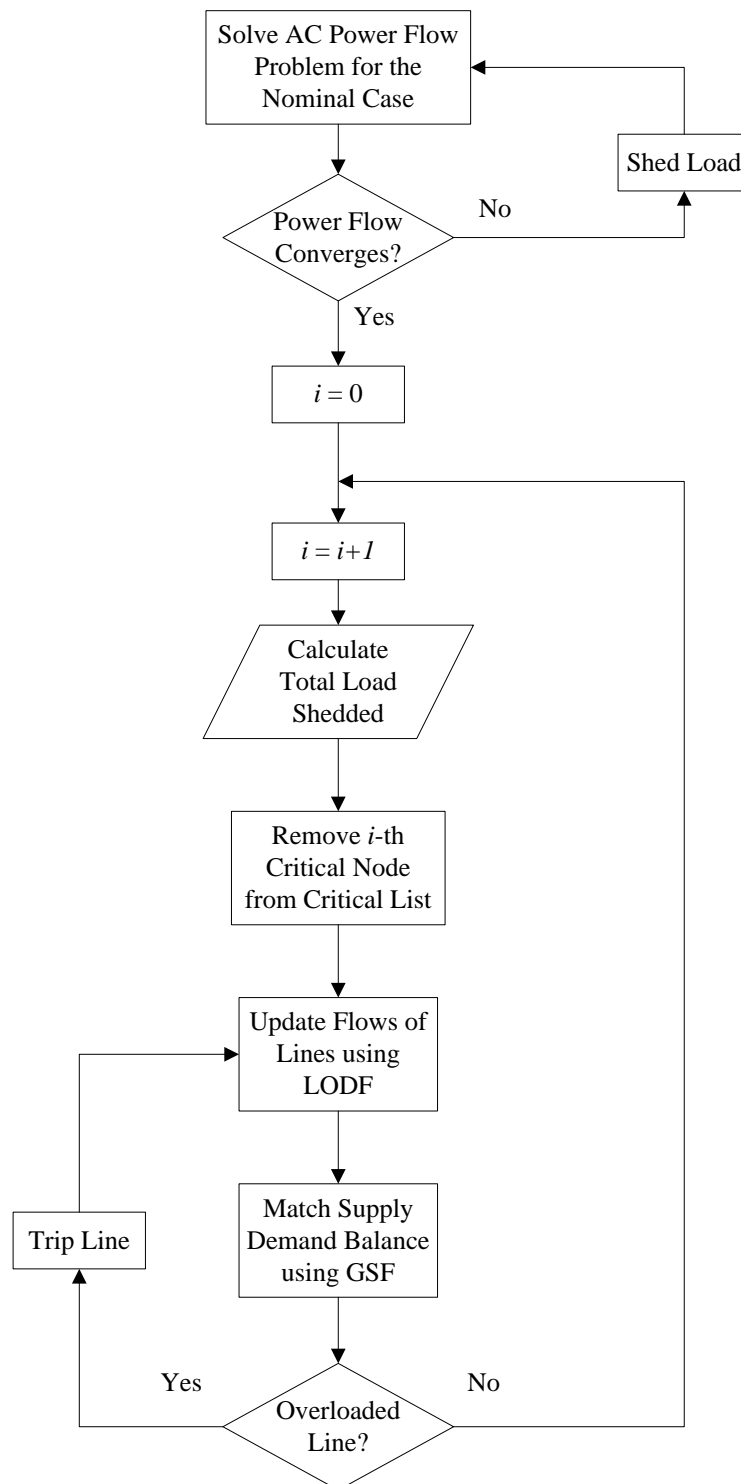 Solve AC Power Flow
Problem for the
Nominal Case
Shed Load
Power Flow
Converges?
No
Yes
i = 0
i = i+1
Calculate
Total Load
Shedded
Remove i-th
Critical Node
from Critical List
Update Flows of
Lines using
LODF
Match Supply
Demand Balance
using GSF
Trip Line
Yes
No
Overloaded
Line?